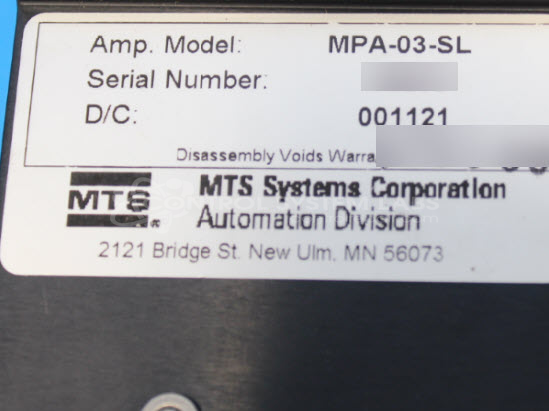 Amp. Model: MPA-03-SL
Serial Number:
D/C: 001121
Disassembly Voids
MTS MTS Systems Corporation
Automation Division
2121 Bridge St. New Ulm, MN 56073